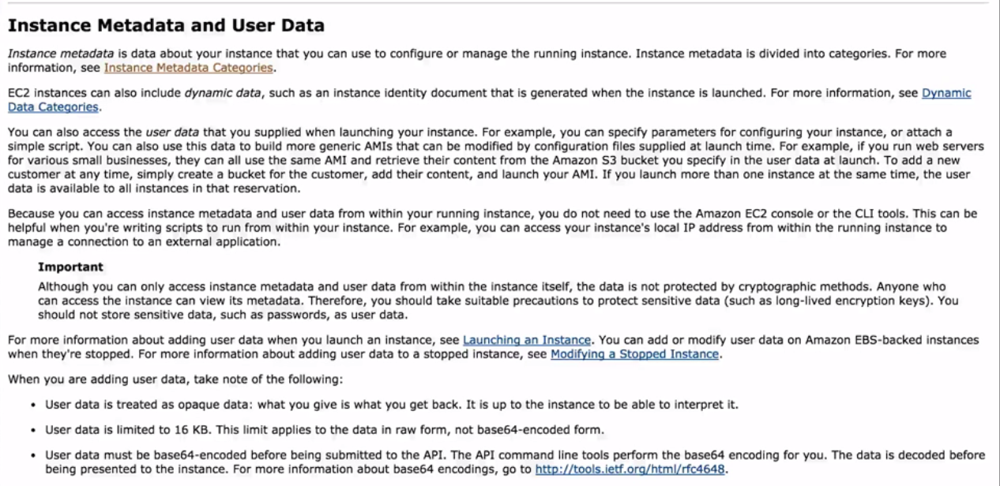 Instance Metadata and User Data
Instance metadata is data about your instance that you can use to configure or manage the running instance. Instance metadata is divided into categories. For more
information, see Instance Metadata Categories.
EC2 instances can also include dynamic data, such as an instance identity document that is generated when the instance is launched. For more information, see Dynamic
Data Categories.
You can also access the user data that you supplied when launching your instance. For example, you can specify parameters for configuring your instance, or attach a
simple script. You can also use this data to build more generic AMIs that can be modified by configuration files supplied at launch time. For example, if you run web servers
for various small businesses, they can all use the same AMI and retrieve their content from the Amazon S3 bucket you specify in the user data at launch. To add a new
customer at any time, simply create a bucket for the customer, add their content, and launch your AMI. If you launch more than one instance at the same time, the user
data is available to all instances in that reservation.
Because you can access instance metadata and user data from within your running instance, you do not need to use the Amazon EC2 console or the CLI tools. This can be
helpful when you're writing scripts to run from within your instance. For example, you can access your instance's local IP address from within the running instance to
manage a connection to an external application.
Important
Although you can only access instance metadata and user data from within the instance itself, the data is not protected by cryptographic methods. Anyone who
can access the instance can view its metadata. Therefore, you should take suitable precautions to protect sensitive data (such as long-lived encryption keys). You
should not store sensitive data, such as passwords, as user data.
For more information about adding user data when you launch an instance, see Launching an Instance. You can add or modify user data on Amazon EBS-backed instances
when they're stopped. For more information about adding user data to a stopped instance, see Modifying a Stopped Instance.
When you are adding user data, take note of the following:
• User data is treated as opaque data: what you give is what you get back. It is up to the instance to be able to interpret it.
• User data is limited to 16 KB. This limit applies to the data in raw form, not base64-encoded form.
• User data must be base64-encoded before being submitted to the API. The API command line tools perform the base64 encoding for you. The data is decoded before
being presented to the instance. For more information about base64 encodings, go to http://tools.ietf.org/html/rfc4648.